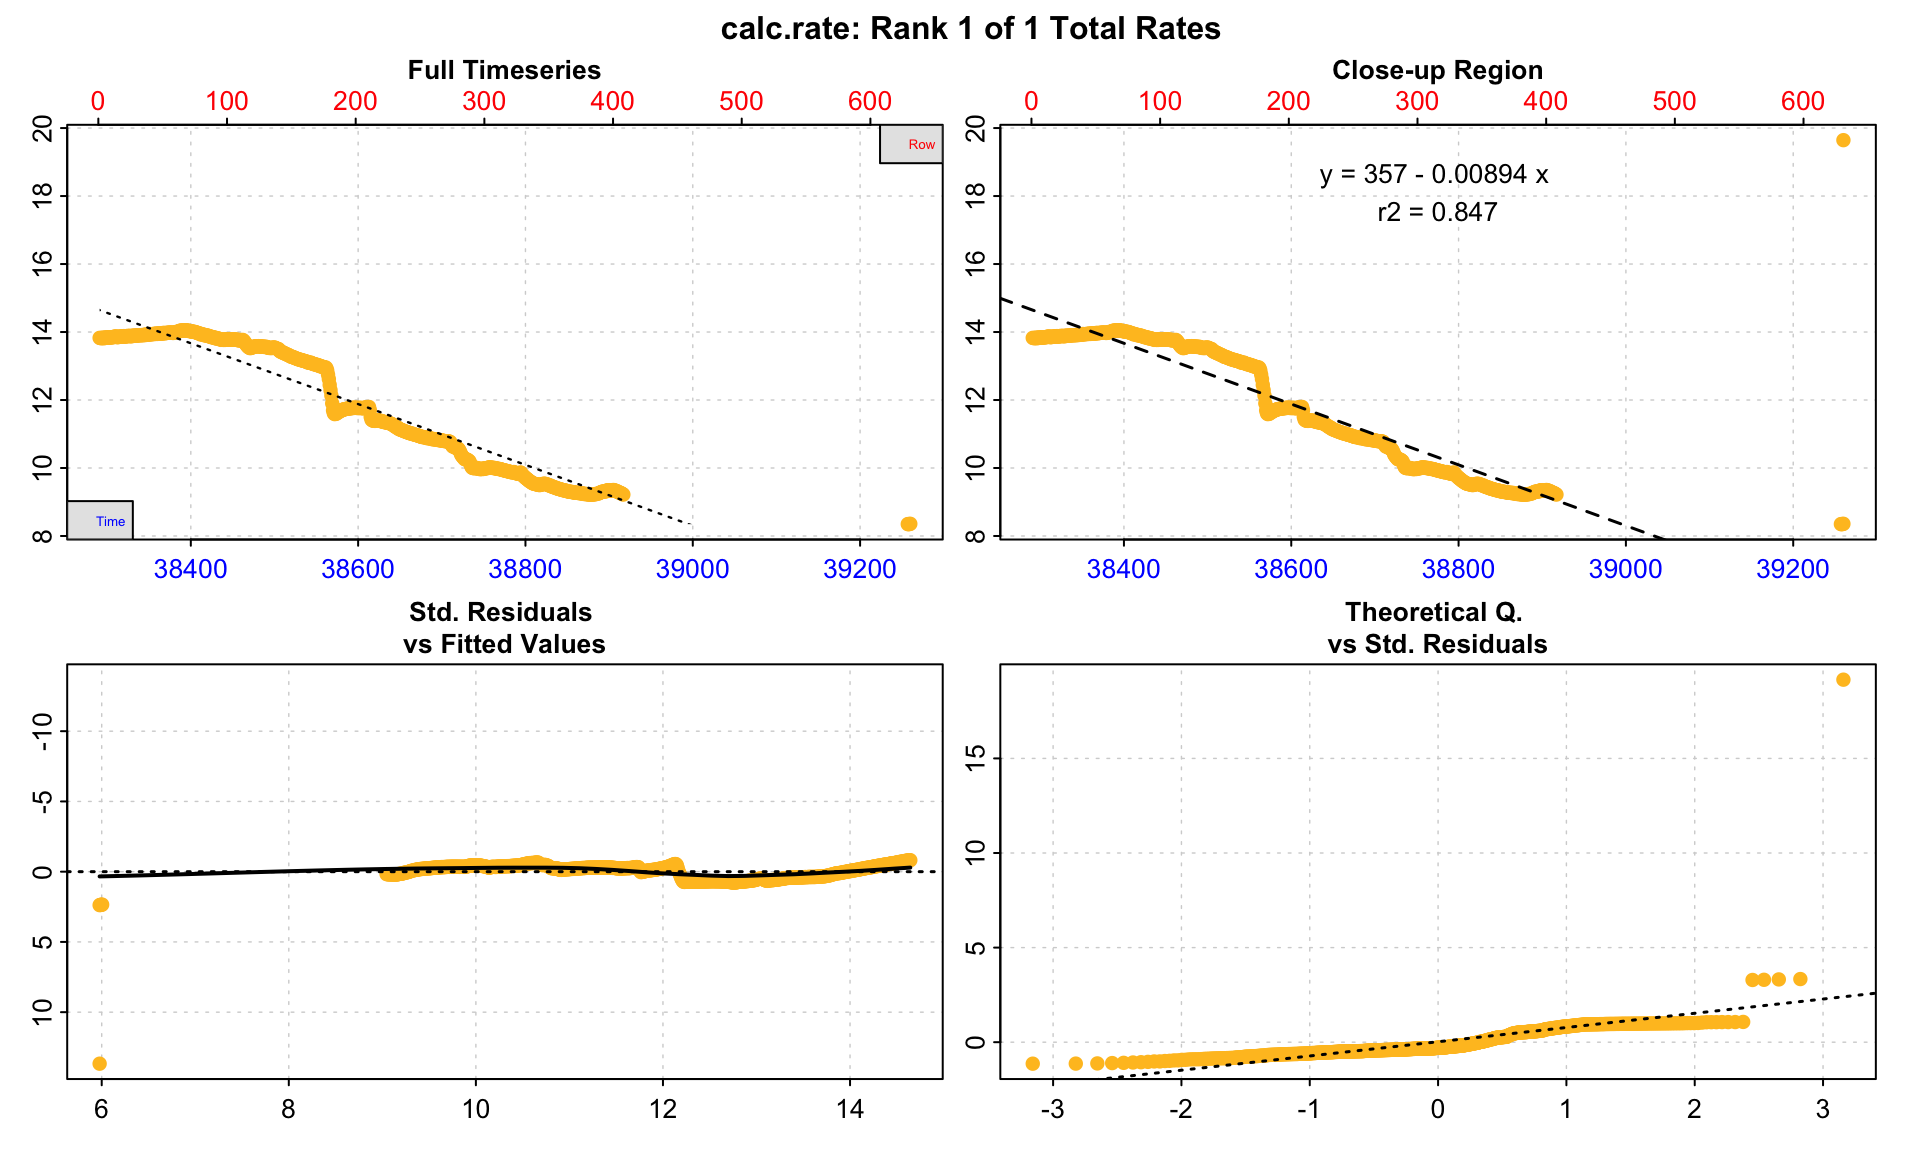 calc.rate: Rank 1 of 1 Total Rates
Full Timeseries
0 100 200 300 400 500 600
20
18
16
14
12
10
8
Row
Time
38400 38600 38800 39000 39200
Close-up Region
0 100 200 300 400 500 600
20
18
16
14
12
10
8
y = 357 - 0.00894 x
r2 = 0.847
38400 38600 38800 39000 39200
Std. Residuals
vs Fitted Values
-10
-5
0
5
10
6 8 10 12 14
Theoretical Q.
vs Std. Residuals
15
10
5
0
-3 -2 -1 0 1 2 3